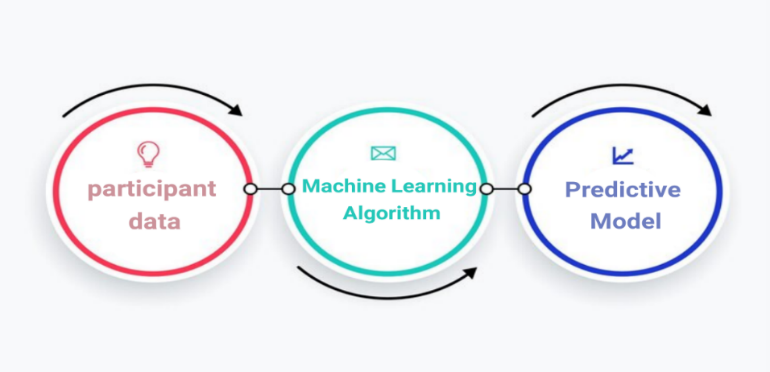 participant
data
Machine Learning
Algorithm
Predictive
Model